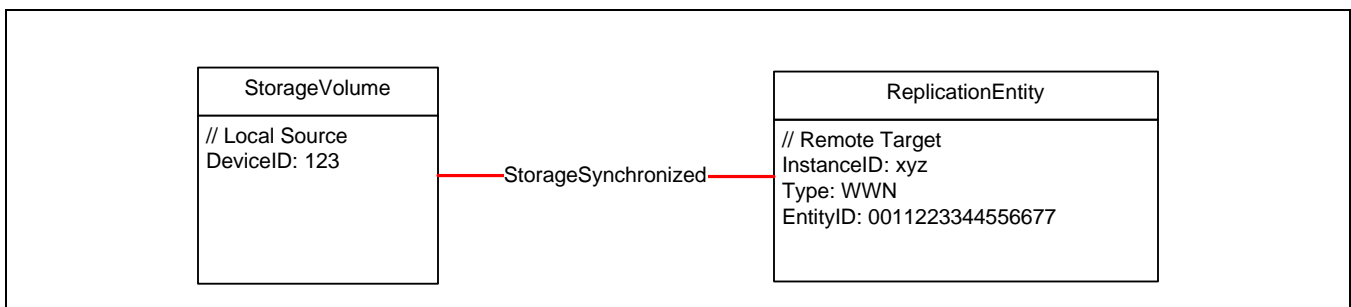 StorageVolume
// Local Source
DeviceID: 123
StorageSynchronized
ReplicationEntity
// Remote Target
InstanceID: xyz
Type: WWN
EntityID: 0011223344556677